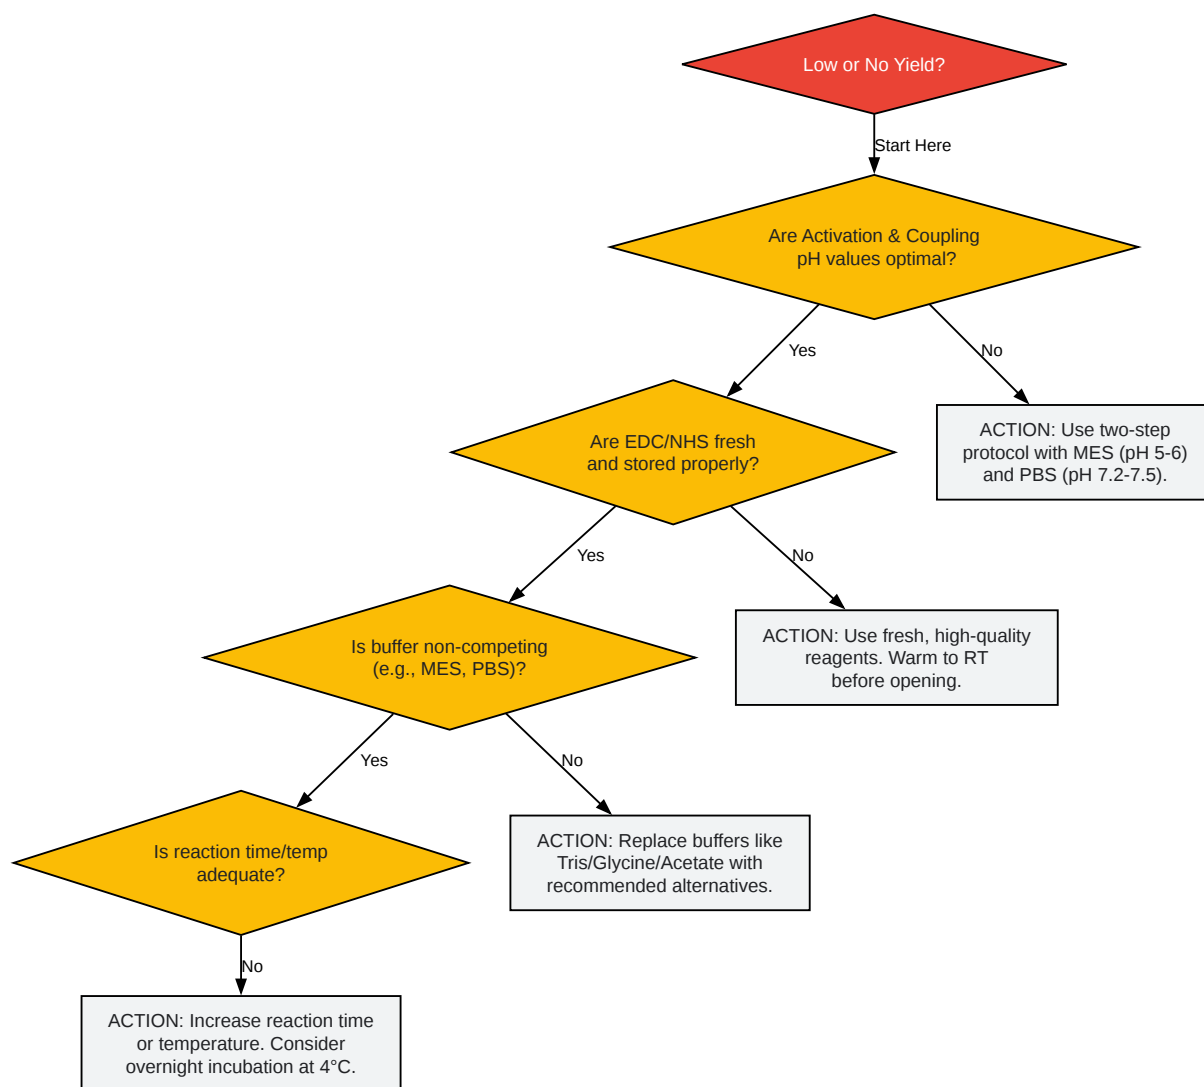 Low or No Yield?
Start Here
Are Activation & Coupling
pH values optimal?
Yes
No
Are EDC/NHS fresh
and stored properly?
ACTION: Use two-step
protocol with MES (pH 5-6)
and PBS (pH 7.2-7.5).
Yes
No
Is buffer non-competing
(e.g., MES, PBS)?
ACTION: Use fresh, high-quality
reagents. Warm to RT
before opening.
Yes
No
Is reaction time/temp
adequate?
ACTION: Replace buffers like
Tris/Glycine/Acetate with
recommended alternatives.
No
ACTION: Increase reaction time
or temperature. Consider
overnight incubation at 4°C.